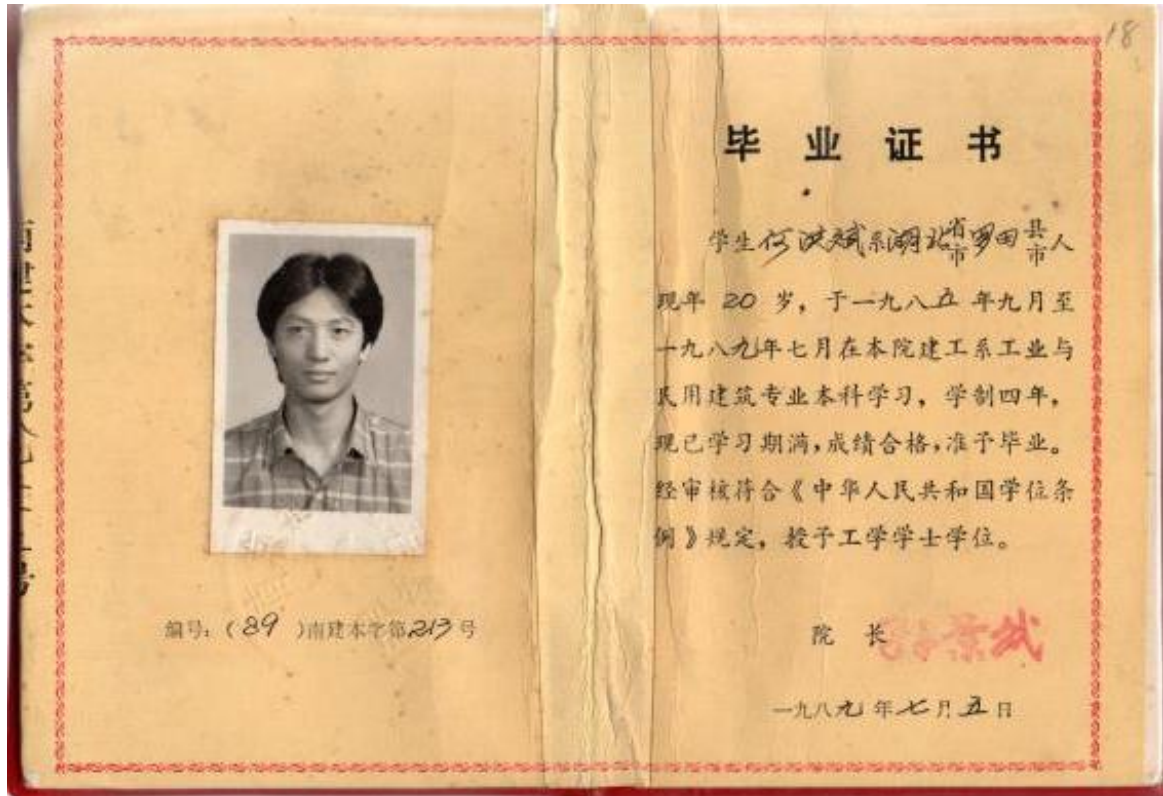 18
毕业证书
学生何洪斌系湖北省市罗田县市人
现年 20 岁，于一九八五年九月至
一九八九年七月在本院建工系工业与
民用建筑专业本科学习，学制四年，
现已学习期满，成绩合格，准予毕业。
经审核符合《中华人民共和国学位条
例》规定，授予工学学士学位。
院 长
一九八九年七月五日
编号：（89）南建本字第213号